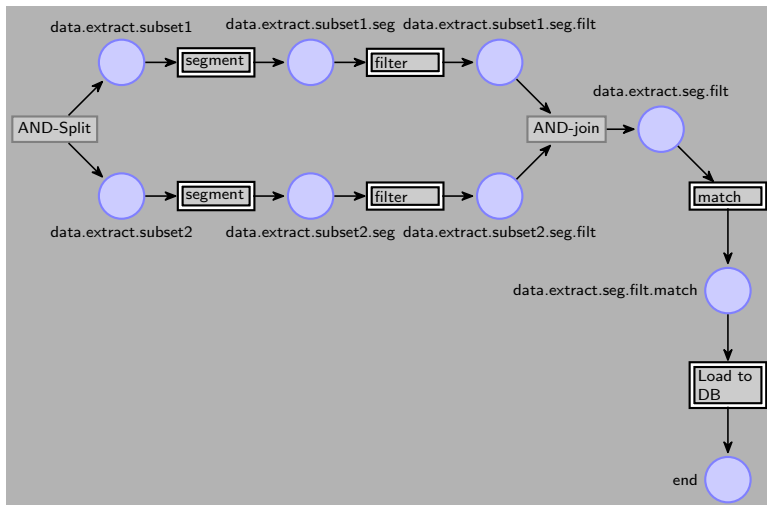 data.extract.subset1
data.extract.subset1.seg
data.extract.subset1.seg.filt
segment
filter
data.extract.seg.filt
AND-Split
AND-join
segment
filter
match
data.extract.subset2
data.extract.subset2.seg
data.extract.subset2.seg.filt
data.extract.seg.filt.match
Load to
DB
end